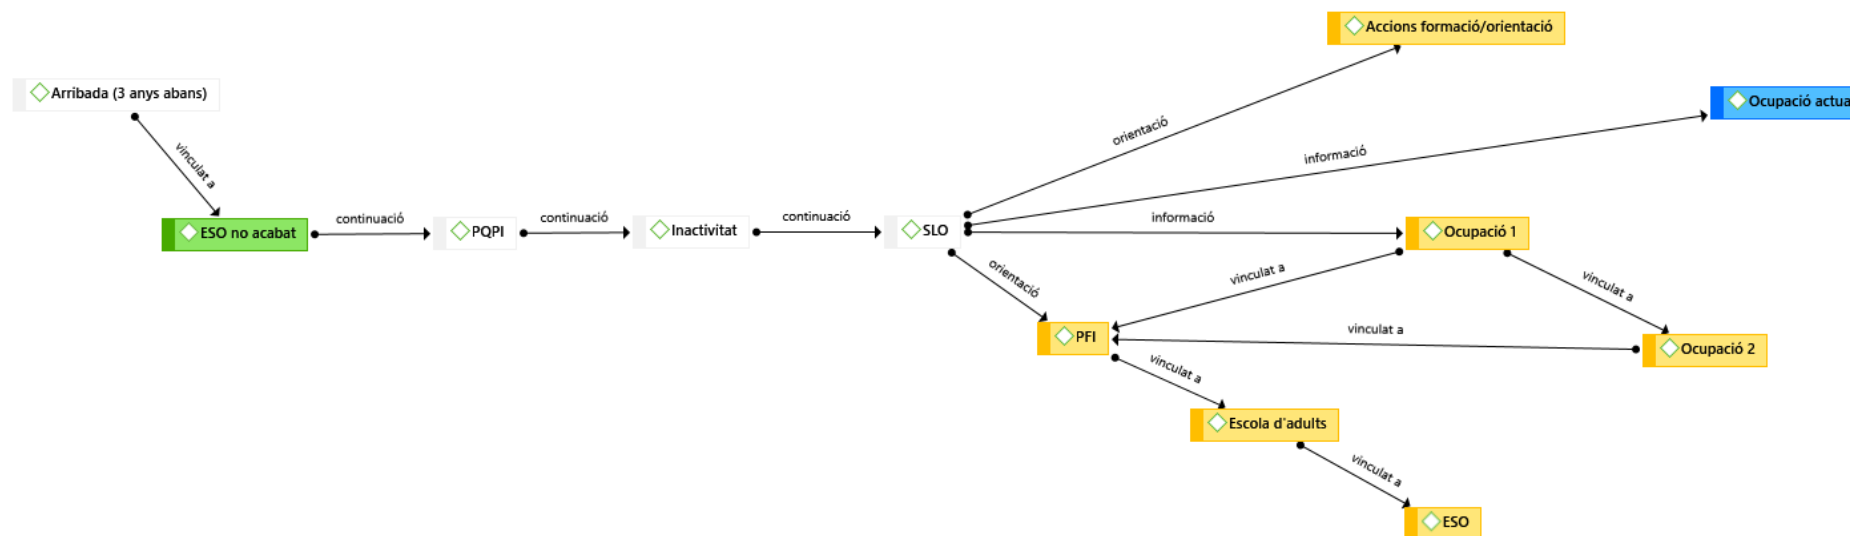 Accions formació/orientació
Arribada (3 anys abans)
Ocupació actua
orientació
vinculat a
informació
ESO no acabat
continuació
PQPI
continuació
Inactivitat
continuació
SLO
informació
Ocupació 1
orientació
vinculat a
vinculat a
PFI
vinculat a
Ocupació 2
vinculat a
Escola d'adults
vinculat a
ESO